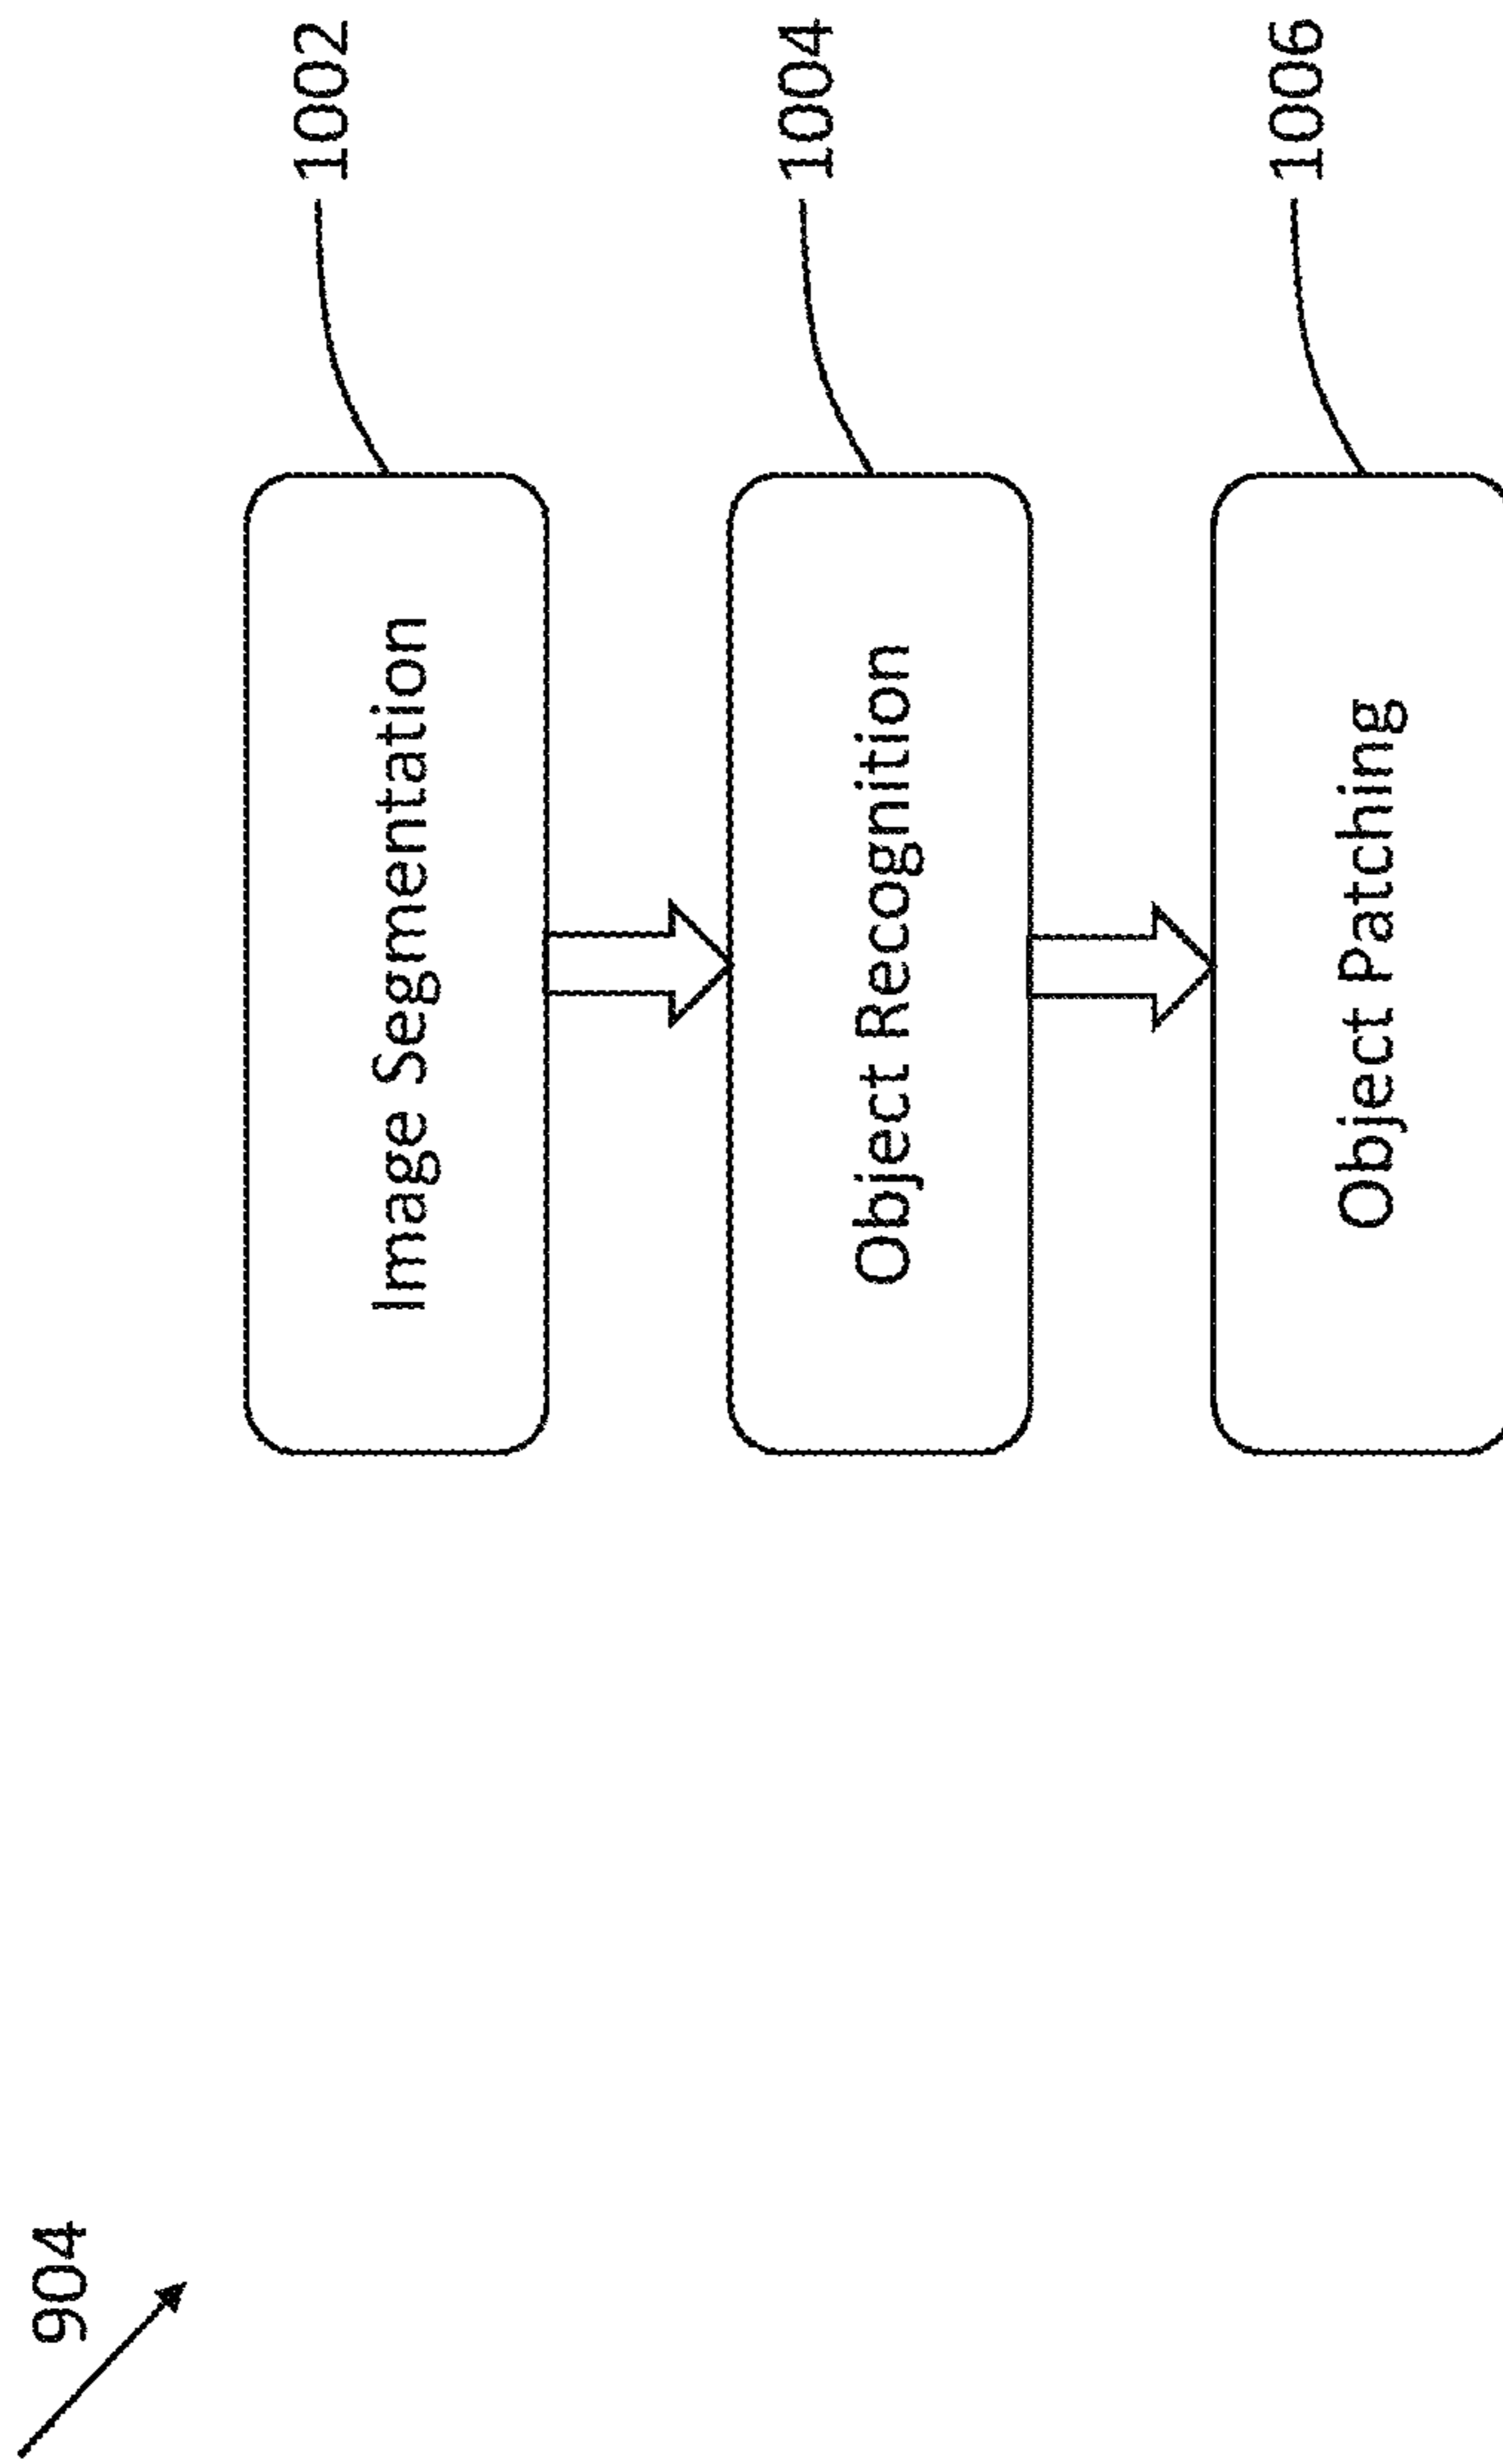 904
Image Segmentation
1002
Object Recognition
1004
Object Patching
1006